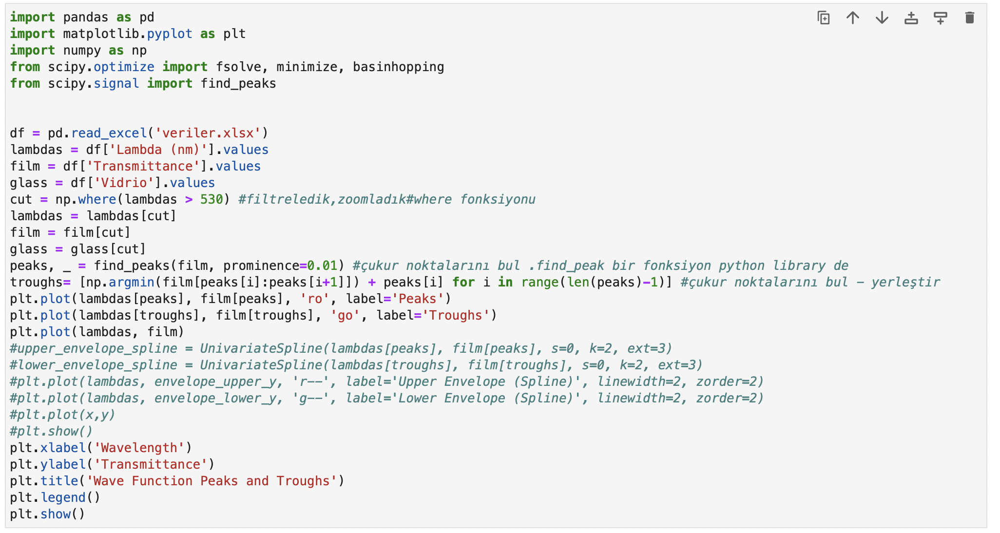 import pandas as pd
import matplotlib.pyplot as plt
import numpy as np
from scipy.optimize import fsolve, minimize, basinhopping
from scipy.signal import find_peaks
df = pd.read_excel('veriler.xlsx')
lambdas = df['Lambda (nm)'].values
film = df['Transmittance'].values
glass = df['Vidrio'].values
cut = np.where(lambdas > 530) #filtreledik,zoomladık#where fonksiyonu
lambdas = lambdas[cut]
film = film[cut]
glass = glass[cut]
peaks, _ = find_peaks(film, prominence=0.01) #çukur noktalarını bul .find_peak bir fonksiyon python library de
troughs= [np.argmin(film[peaks[i]:peaks[i+1]]) + peaks[i] for i in range(len(peaks)-1)] #çukur noktalarını bul - yerleştir
plt.plot(lambdas[peaks], film[peaks], 'ro', label='Peaks')
plt.plot(lambdas[troughs], film[troughs], 'go', label='Troughs')
plt.plot(lambdas, film)
#upper_envelope_spline = UnivariateSpline(lambdas[peaks], film[peaks], s=0, k=2, ext=3)
#lower_envelope_spline = UnivariateSpline(lambdas[troughs], film[troughs], s=0, k=2, ext=3)
#plt.plot(lambdas, envelope_upper_y, 'r--', label='Upper Envelope (Spline)', linewidth=2, zorder=2)
#plt.plot(lambdas, envelope_lower_y, 'g--', label='Lower Envelope (Spline)', linewidth=2, zorder=2)
#plt.plot(x,y)
#plt.show()
plt.xlabel('Wavelength')
plt.ylabel('Transmittance')
plt.title('Wave Function Peaks and Troughs')
plt.legend()
plt.show()